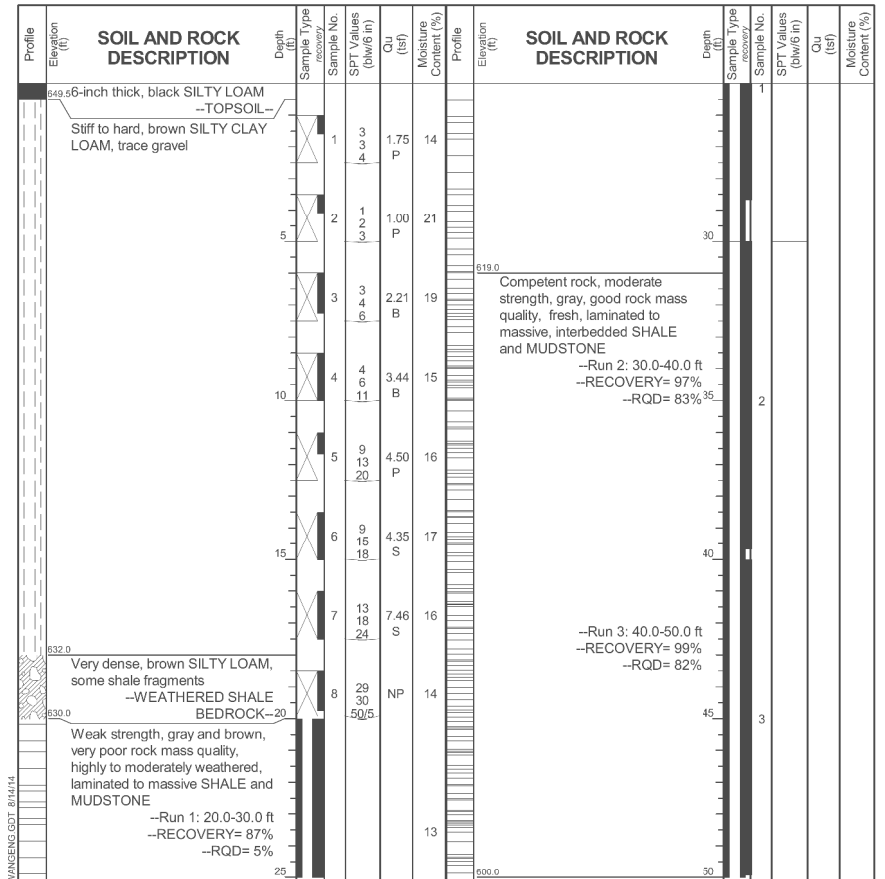 Profile
Elevation
(ft)
SOIL AND ROCK
DESCRIPTION
Depth
(ft)
Sample Type
recovery
Sample No.
SPT Values
(blw/6 in)
Qu
(tsf)
Moisture
Content (%)
649.5 6-inch thick, black SILTY LOAM
--TOPSOIL--
Stiff to hard, brown SILTY CLAY
LOAM, trace gravel
1
3
3
4
1.75
P
14
2
1
2
3
1.00
P
21
5
3
3
4
6
2.21
B
19
4
4
6
11
3.44
B
15
10
5
9
13
20
4.50
P
16
6
9
15
18
4.35
S
17
15
7
13
18
24
7.46
S
16
632.0
Very dense, brown SILTY LOAM,
some shale fragments
--WEATHERED SHALE
BEDROCK--
8
29
30
50/5
NP
14
630.0
20
Weak strength, gray and brown,
very poor rock mass quality,
highly to moderately weathered,
laminated to massive SHALE and
MUDSTONE
--Run 1: 20.0-30.0 ft
--RECOVERY= 87%
--RQD= 5%
13
25
VANGENG.GDT 8/14/14
Profile
Elevation
(ft)
SOIL AND ROCK
DESCRIPTION
Depth
(ft)
Sample Type
recovery
Sample No.
SPT Values
(blw/6 in)
Qu
(tsf)
Moisture
Content (%)
1
30
619.0
Competent rock, moderate
strength, gray, good rock mass
quality, fresh, laminated to
massive, interbedded SHALE
and MUDSTONE
--Run 2: 30.0-40.0 ft
--RECOVERY= 97%
--RQD= 83%
35
2
40
--Run 3: 40.0-50.0 ft
--RECOVERY= 99%
--RQD= 82%
45
3
600.0
50